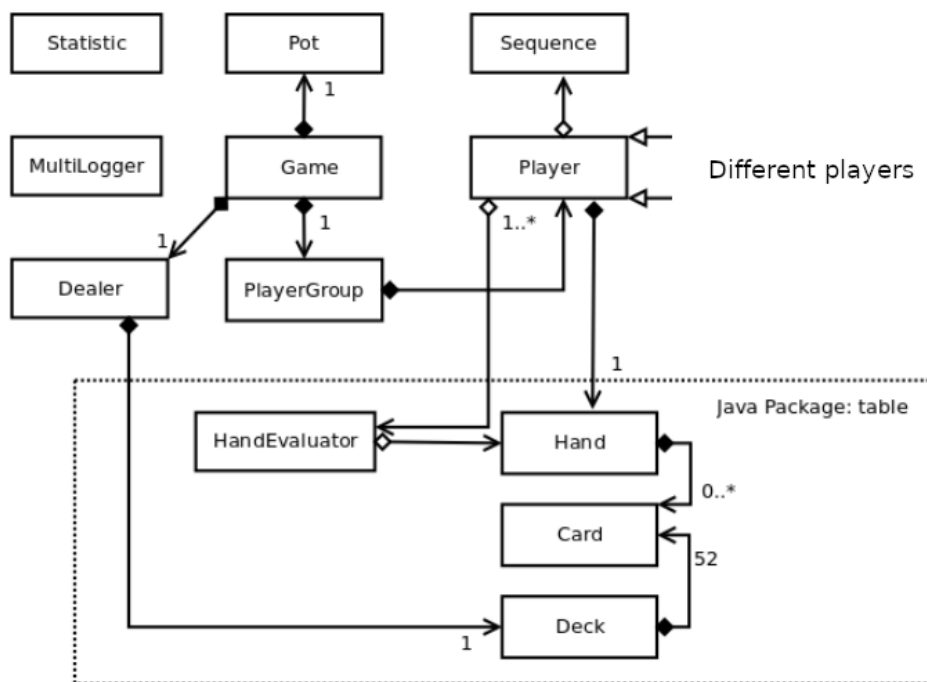 Statistic
Pot
Sequence
1
MultiLogger
Game
Player
Different players
1
1
1..*
Dealer
PlayerGroup
1
Java Package: table
HandEvaluator
Hand
0..*
Card
52
Deck
1